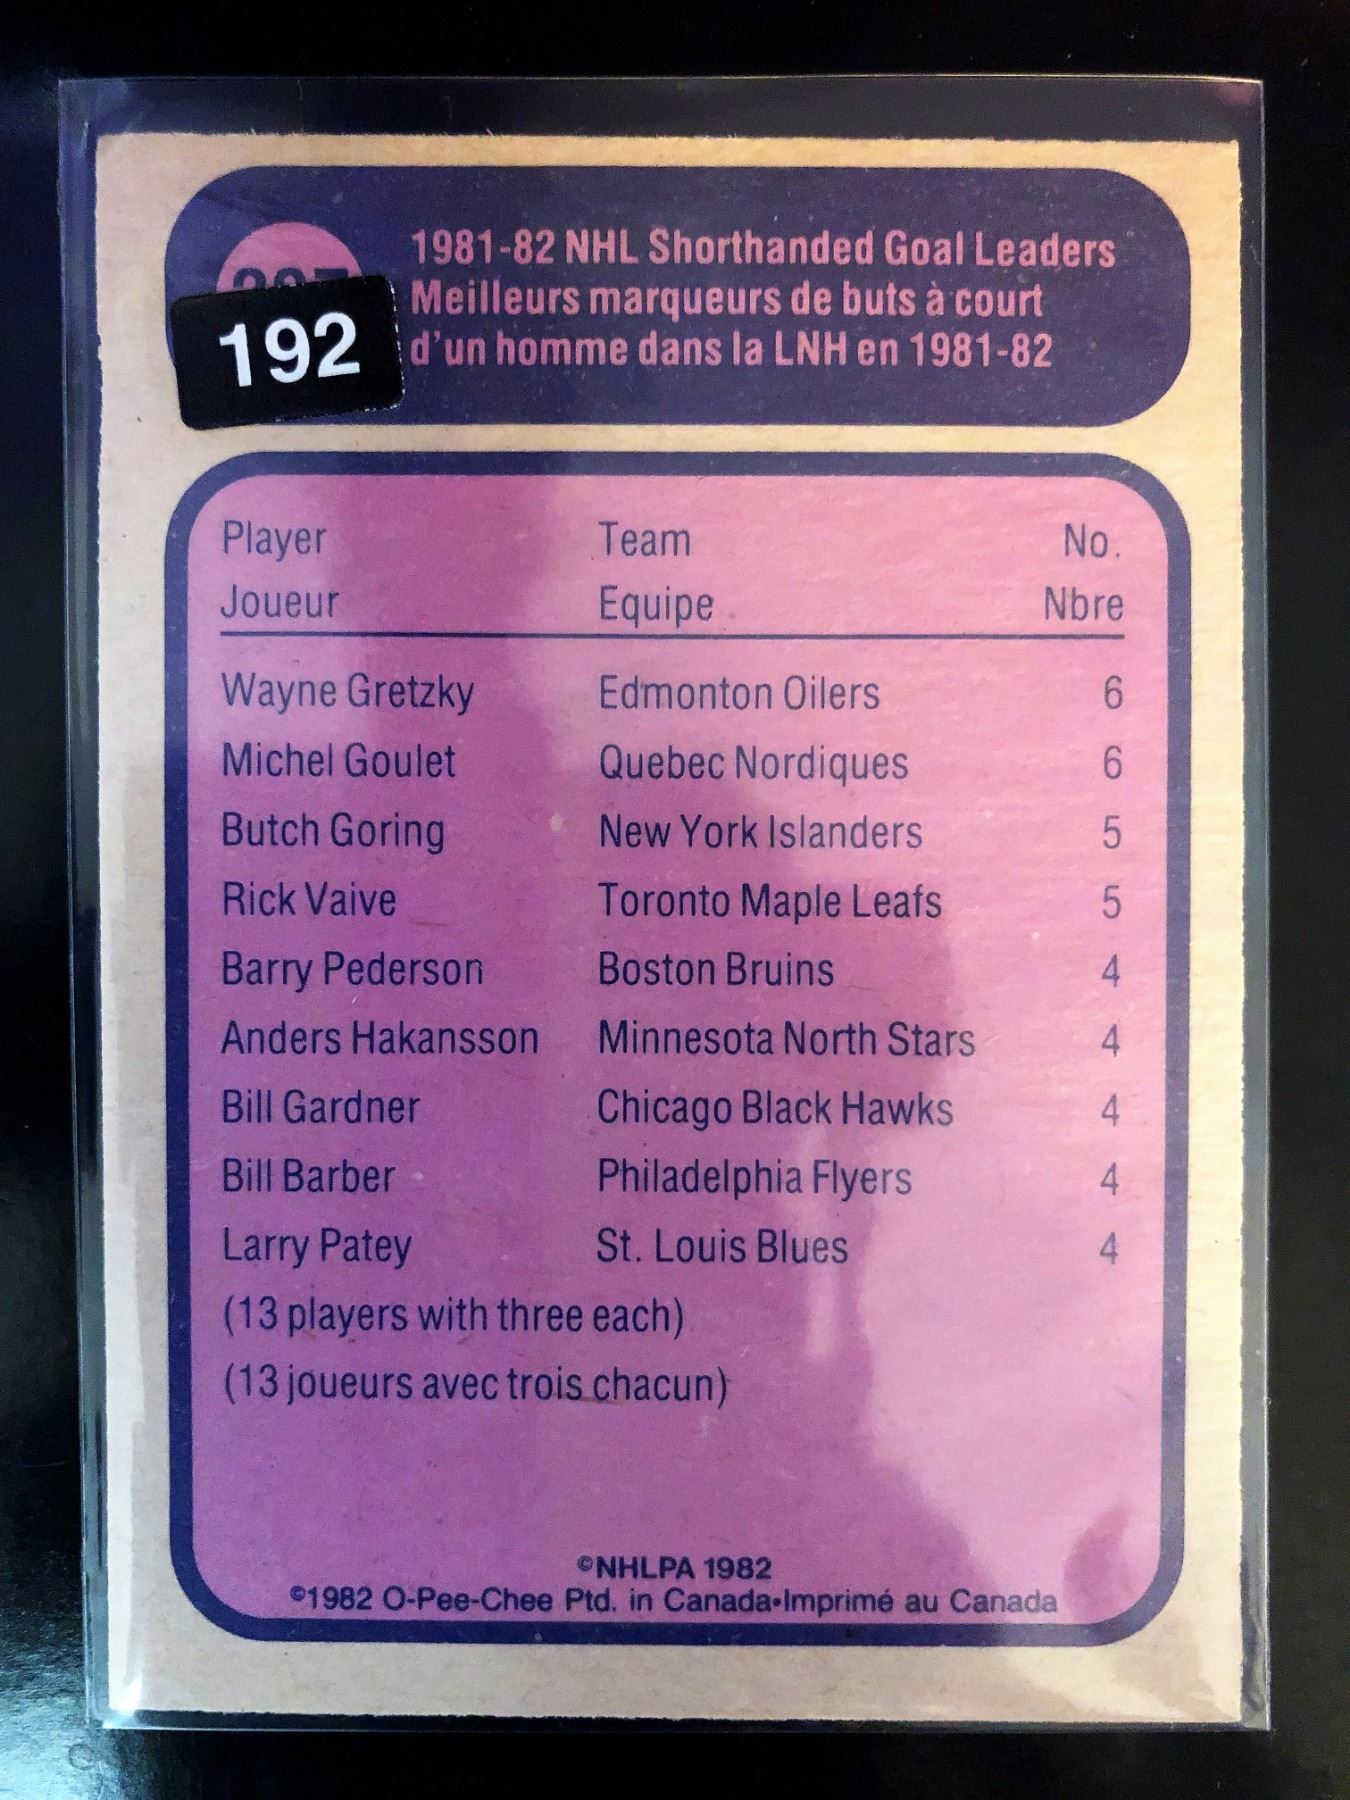 1981-82 NHL Shorthanded Goal Leaders
Meilleurs marqueurs de buts à court
d'un homme dans la LNH en 1981-82
192
Player Team No.
Joueur Equipe Nbre
Wayne Gretzky Edmonton Oilers 6
Michel Goulet Quebec Nordiques 6
Butch Goring New York Islanders 5
Rick Vaive Toronto Maple Leafs 5
Barry Pederson Boston Bruins 4
Anders Hakansson Minnesota North Stars 4
Bill Gardner Chicago Black Hawks 4
Bill Barber Philadelphia Flyers 4
Larry Patey St. Louis Blues 4
(13 players with three each)
(13 joueurs avec trois chacun)
©NHLPA 1982
©1982 O-Pee-Chee Ptd. in Canada•Imprimé au Canada